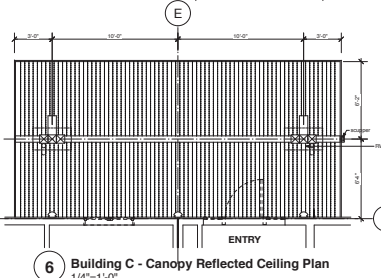 E
3'-0"
10'-0"
10'-0"
3'-0"
6'-2"
scupper
6'-4"
ENTRY
6
Building C - Canopy Reflected Ceiling Plan
1/4"=1'-0"